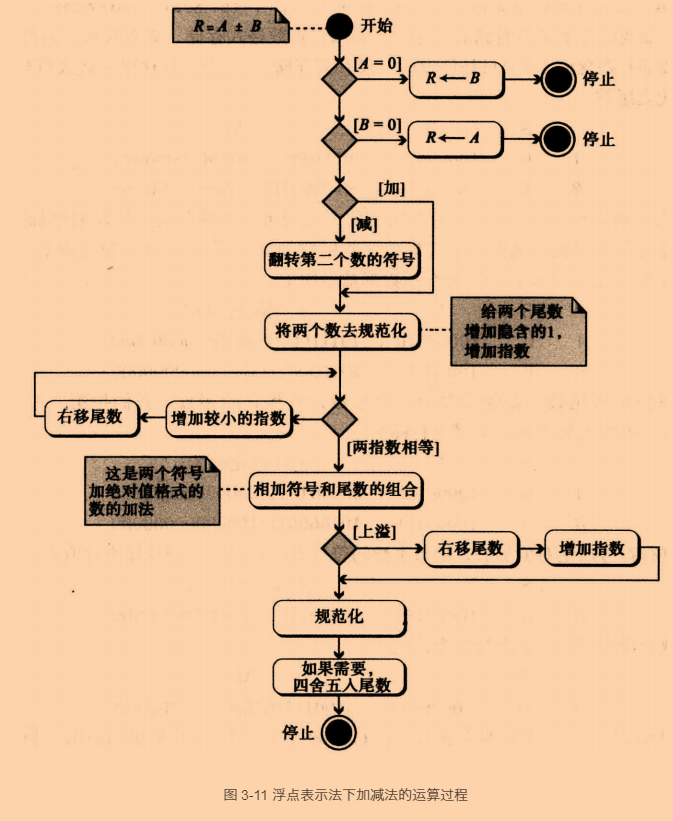 R=A ± B
开始
[A = 0]
R ← B
停止
[B = 0]
R ← A
停止
[加]
[减]
翻转第二个数的符号
将两个数去规范化
给两个尾数
增加隐含的1,
增加指数
右移尾数
增加较小的指数
[两指数相等]
这是两个符号
加绝对值格式的
数的加法
相加符号和尾数的组合
[上溢]
右移尾数
增加指数
规范化
如果需要，
四舍五入尾数
停止
图 3-11 浮点表示法下加减法的运算过程